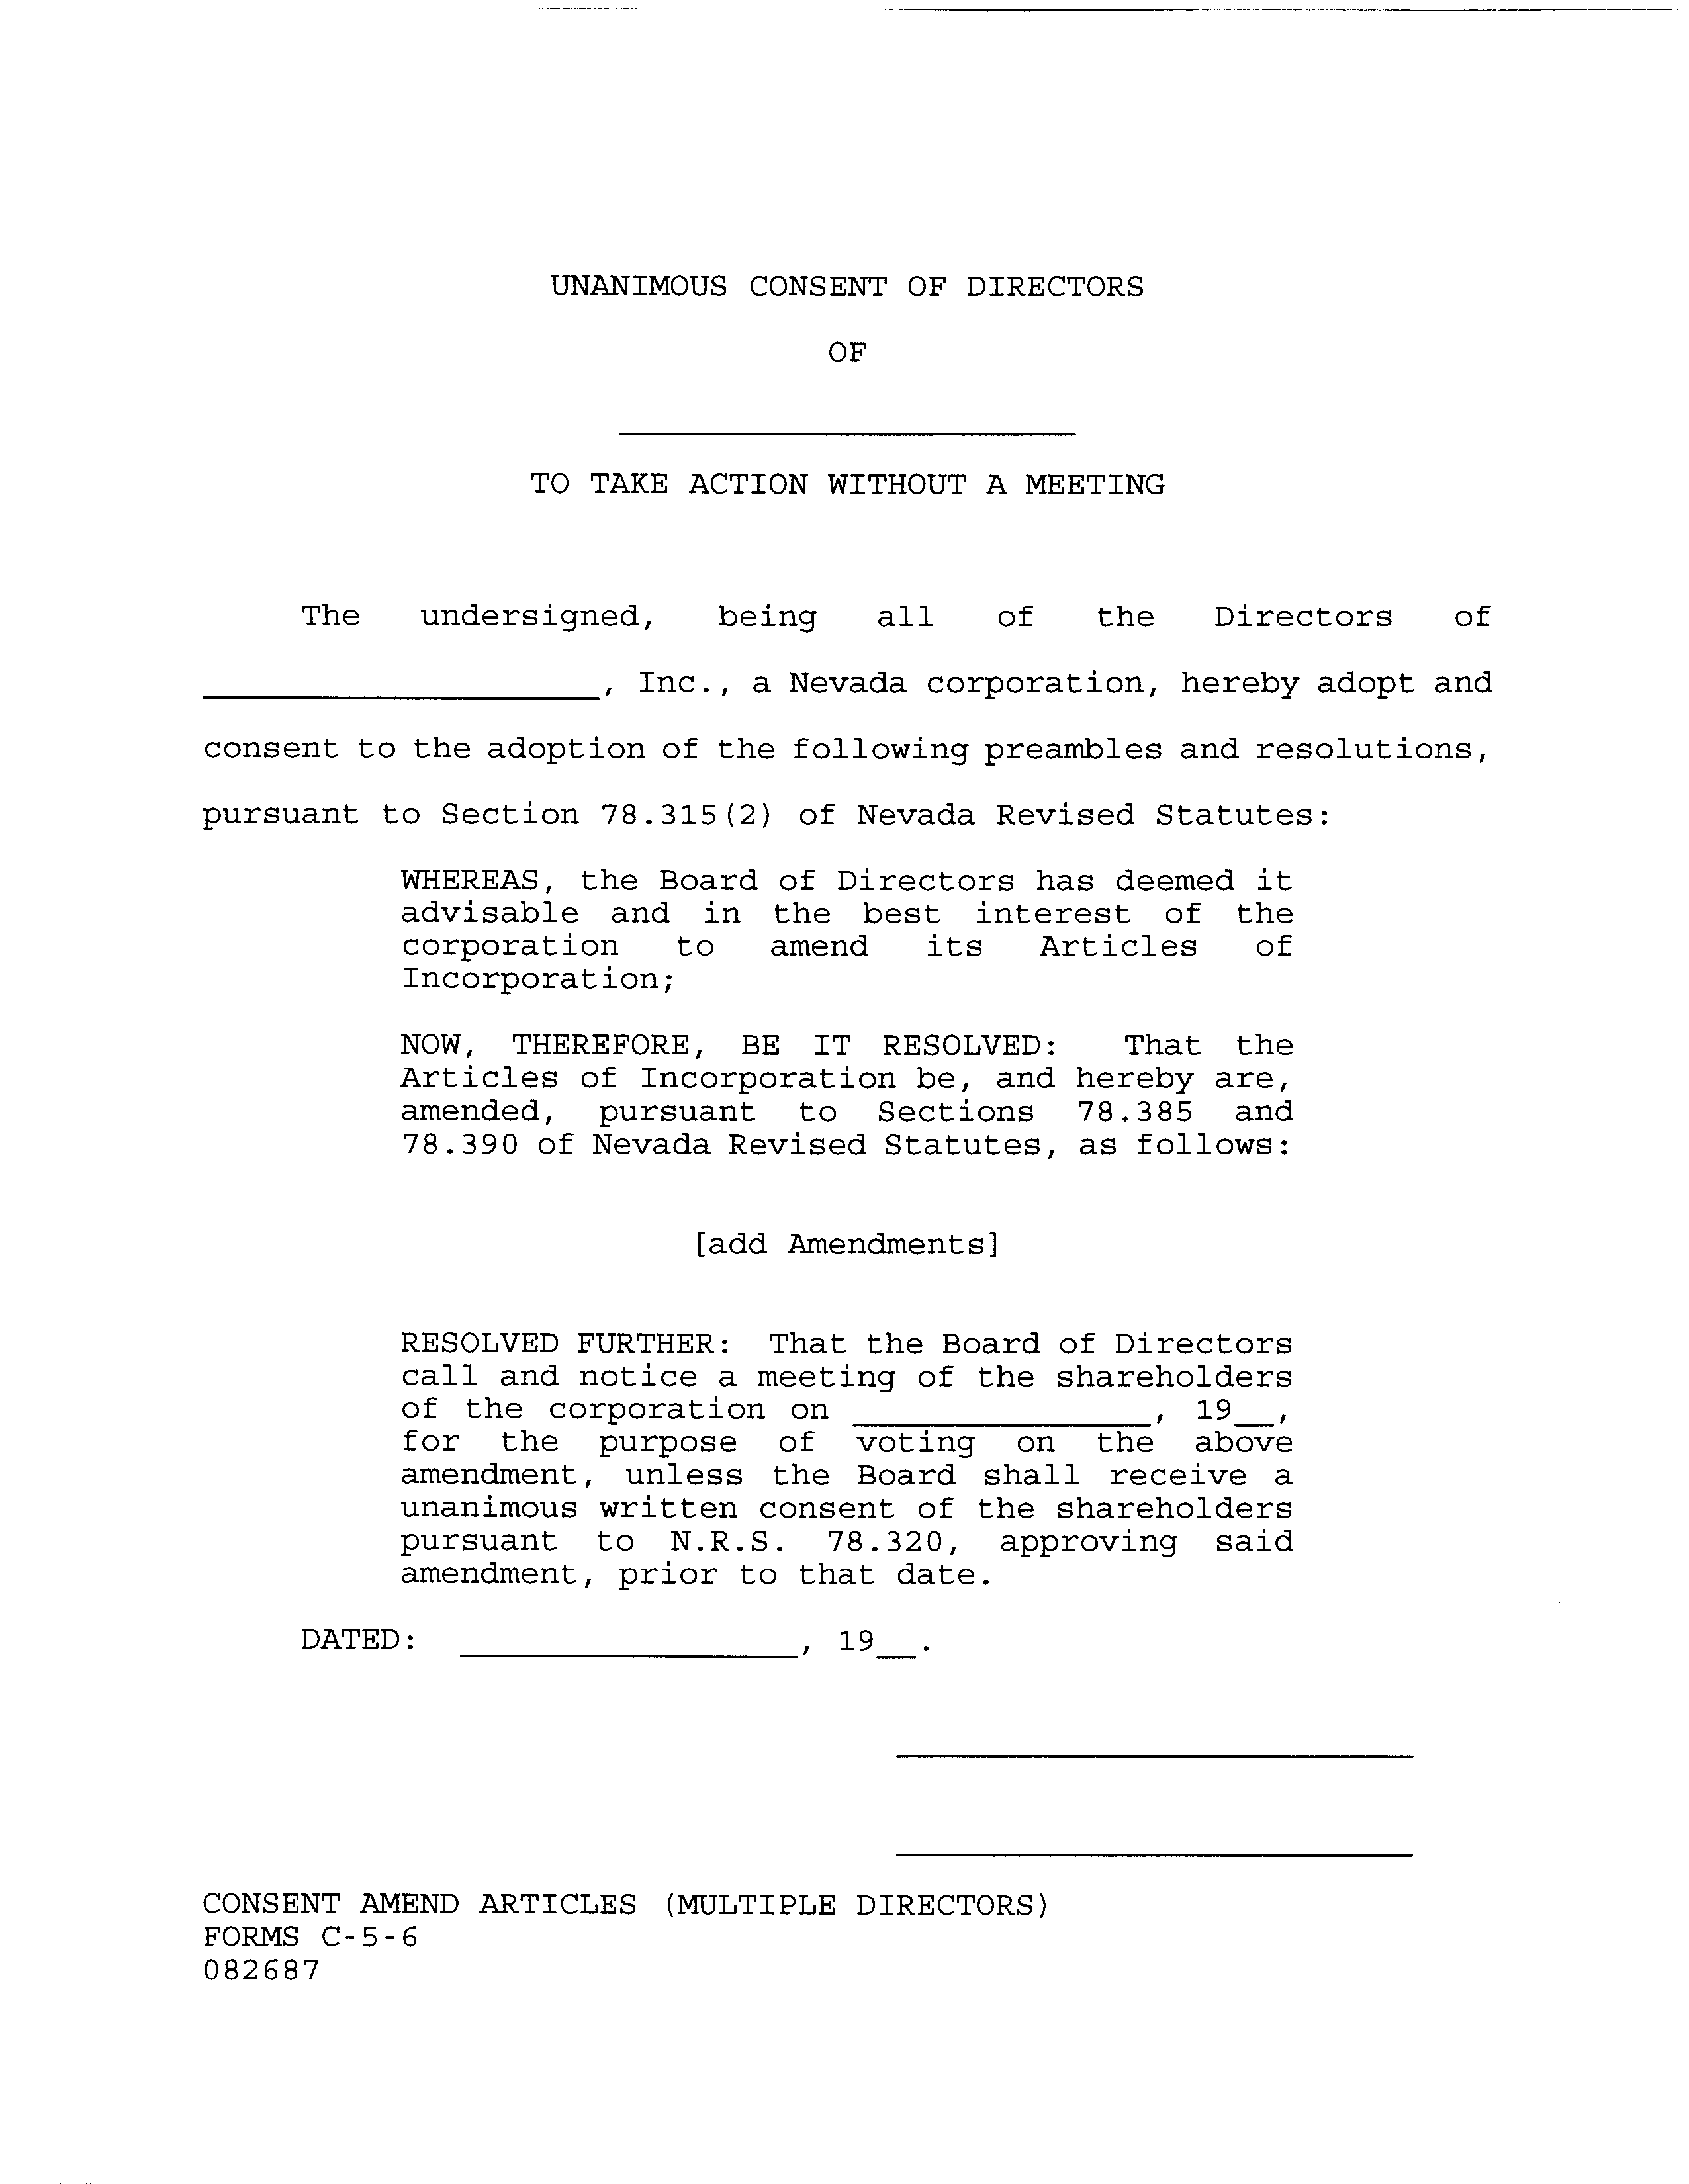 UNANIMOUS CONSENT OF DIRECTORS
OF
TO TAKE ACTION WITHOUT A MEETING
The undersigned, being all of the Directors of
____________________, Inc., a Nevada corporation, hereby adopt and
consent to the adoption of the following preambles and resolutions,
pursuant to Section 78.315(2) of Nevada Revised Statutes:
WHEREAS, the Board of Directors has deemed it
advisable and in the best interest of the
corporation to amend its Articles of
Incorporation;
NOW, THEREFORE, BE IT RESOLVED: That the
Articles of Incorporation be, and hereby are,
amended, pursuant to Sections 78.385 and
78.390 of Nevada Revised Statutes, as follows:
[add Amendments]
RESOLVED FURTHER: That the Board of Directors
call and notice a meeting of the shareholders
of the corporation on _______________, 19__,
for the purpose of voting on the above
amendment, unless the Board shall receive a
unanimous written consent of the shareholders
pursuant to N.R.S. 78.320, approving said
amendment, prior to that date.
DATED: _________________, 19__.
CONSENT AMEND ARTICLES (MULTIPLE DIRECTORS)
FORMS C-5-6
082687